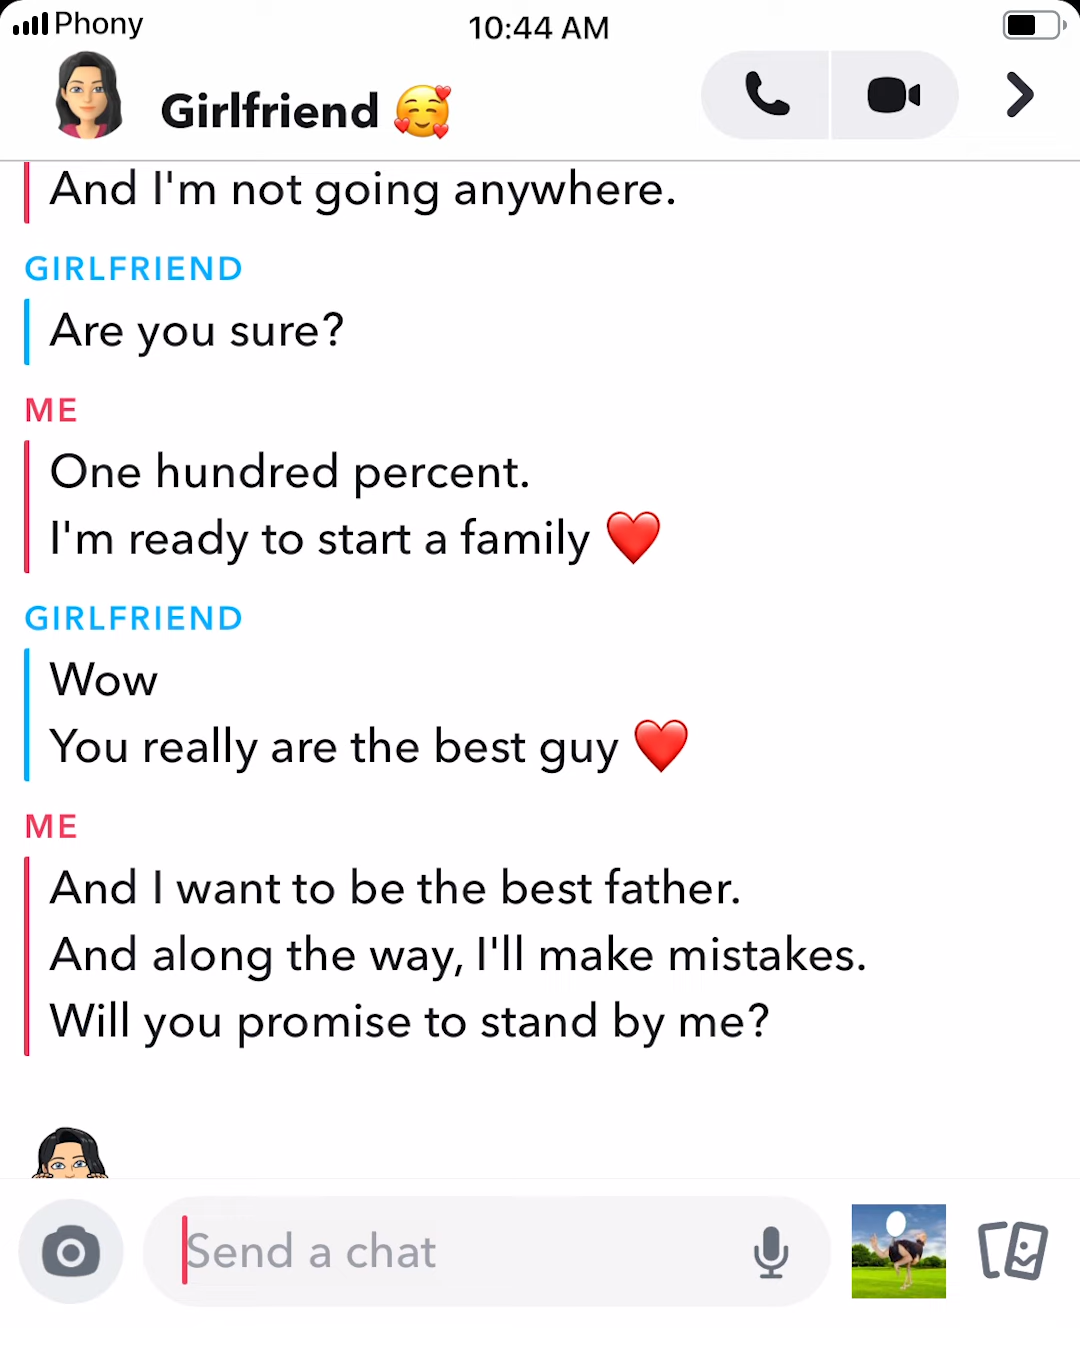 Phony
10:44 AM
Girlfriend 🥰
And I'm not going anywhere.
GIRLFRIEND
Are you sure?
ME
One hundred percent.
I'm ready to start a family ❤️
GIRLFRIEND
Wow
You really are the best guy ❤️
ME
And I want to be the best father.
And along the way, I'll make mistakes.
Will you promise to stand by me?
Send a chat